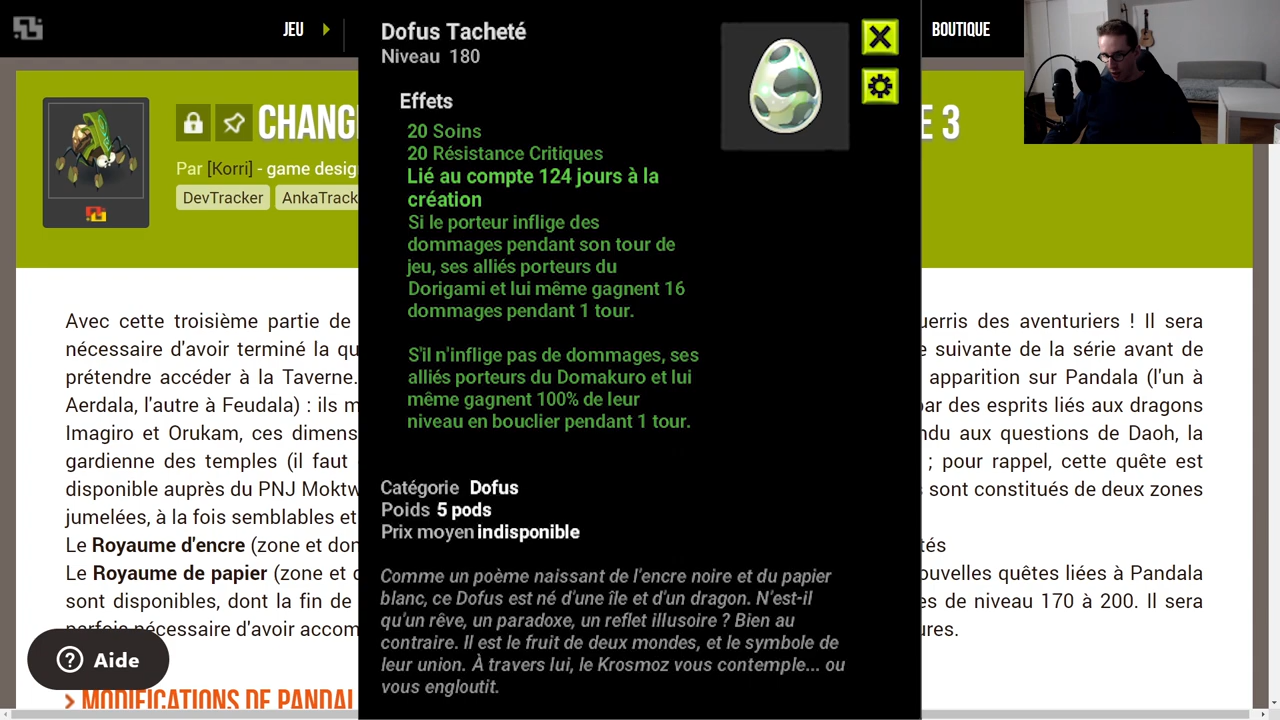 JEU
BOUTIQUE
Dofus Tacheté
Niveau 180
Effets
20 Soins
20 Résistance Critiques
Lié au compte 124 jours à la
création
Si le porteur inflige des
dommages pendant son tour de
jeu, ses alliés porteurs du
Dorigami et lui même gagnent 16
dommages pendant 1 tour.
S'il n'inflige pas de dommages, ses
alliés porteurs du Domakuro et lui
même gagnent 100% de leur
niveau en bouclier pendant 1 tour.
Catégorie Dofus
Poids 5 pods
Prix moyen indisponible
Comme un poème naissant de l'encre noire et du papier
blanc, ce Dofus est né d'une île et d'un dragon. N'est-il
qu'un rêve, un paradoxe, un reflet illusoire ? Bien au
contraire. Il est le fruit de deux mondes, et le symbole de
leur union. À travers lui, le Krosmoz vous contemple... ou
vous engloutit.
CHANG
E 3
Par [Korri] - game desig
DevTracker AnkaTrack
Avec cette troisième partie de uerris des aventuriers ! Il sera
nécessaire d'avoir terminé la qu e suivante de la série avant de
prétendre accéder à la Taverne. apparition sur Pandala (l'un à
Aerdala, l'autre à Feudala) : ils m par des esprits liés aux dragons
Imagiro et Orukam, ces dimens ndu aux questions de Daoh, la
gardienne des temples (il faut ; pour rappel, cette quête est
disponible auprès du PNJ Moktw sont constitués de deux zones
jumelées, à la fois semblables et
Le Royaume d'encre (zone et don tés
Le Royaume de papier (zone et d ouvelles quêtes liées à Pandala
sont disponibles, dont la fin de es de niveau 170 à 200. Il sera
parfois nécessaire d'avoir accom ures.
Aide
> MODIFICATIONS DE PANDAL